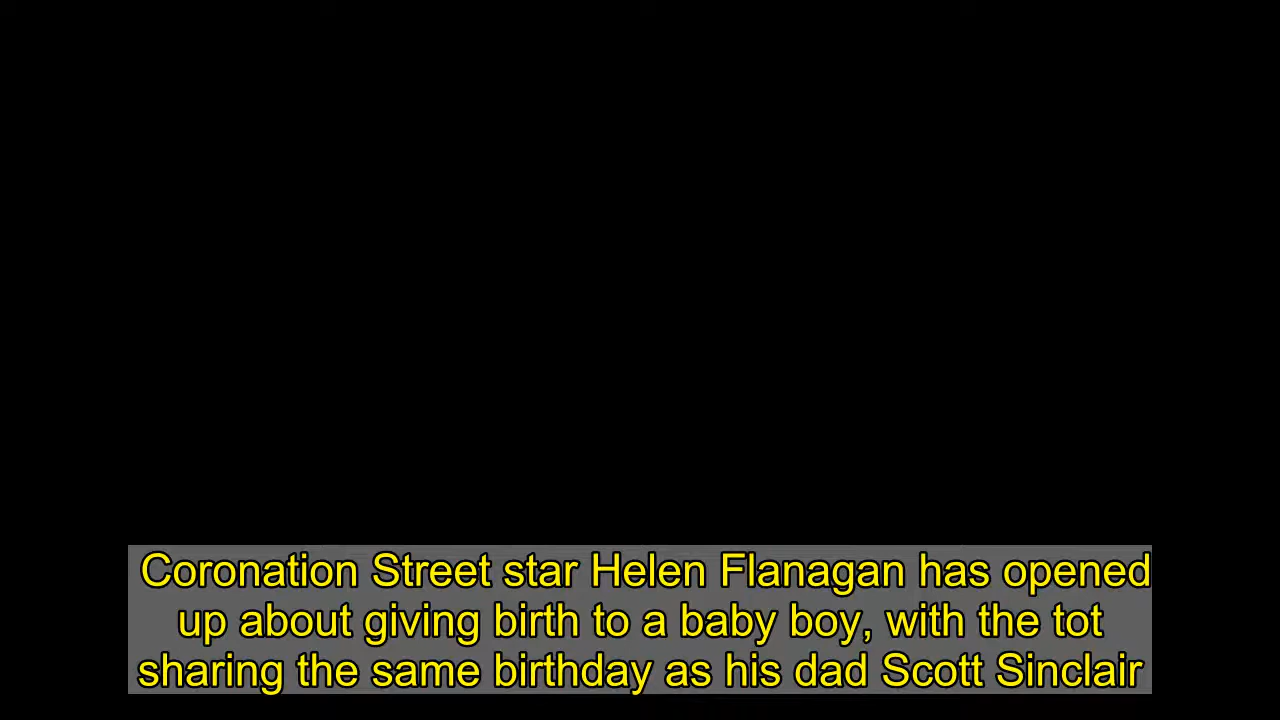 Coronation Street star Helen Flanagan has opened
up about giving birth to a baby boy, with the tot
sharing the same birthday as his dad Scott Sinclair